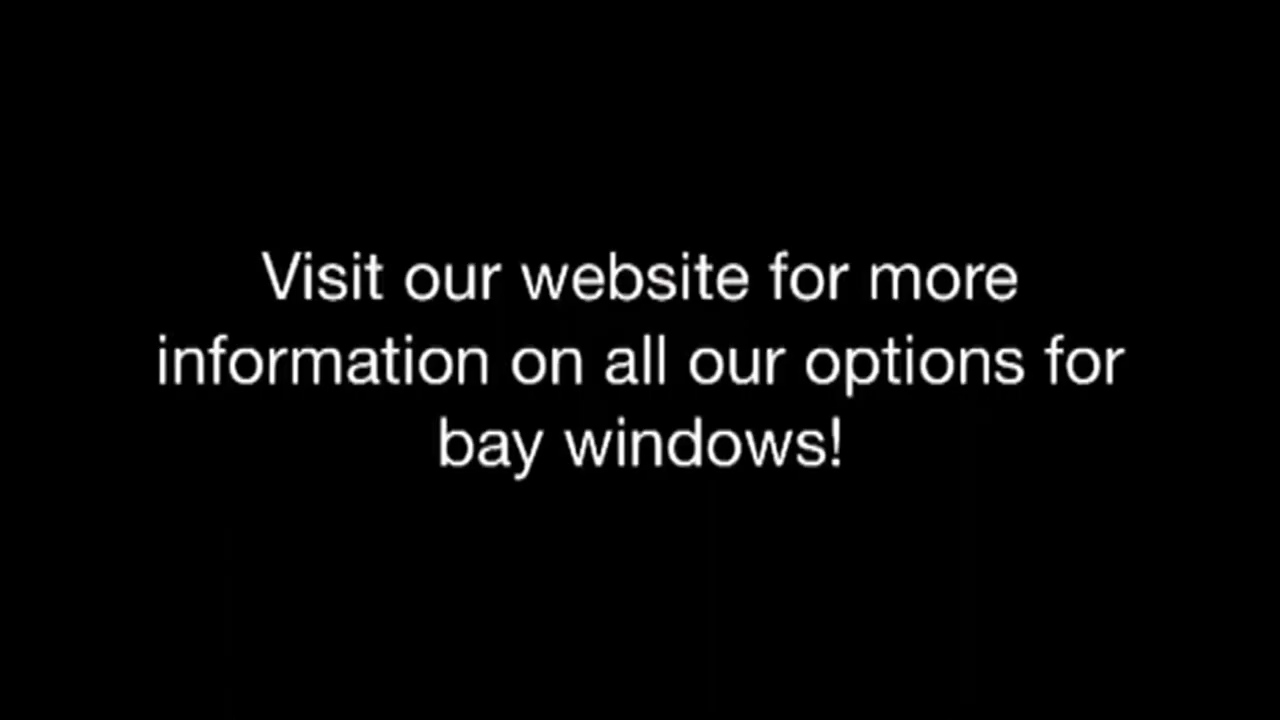 Visit our website for more
information on all our options for
bay windows!